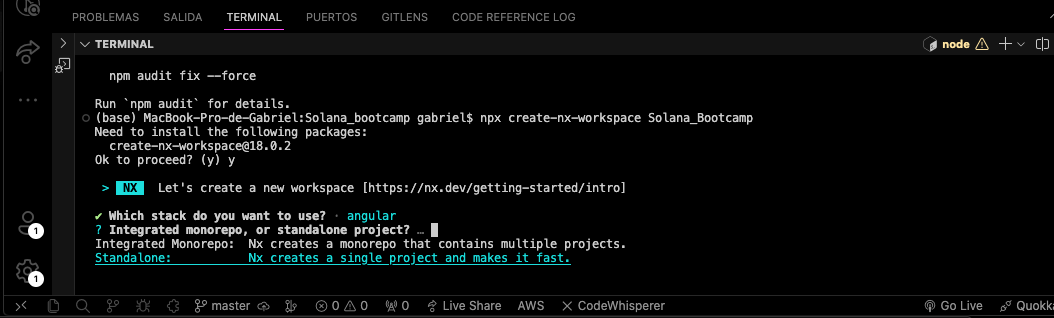 PROBLEMAS SALIDA TERMINAL PUERTOS GITLENS CODE REFERENCE LOG
TERMINAL node
npm audit fix --force
Run `npm audit` for details.
(base) MacBook-Pro-de-Gabriel:Solana_bootcamp gabriel$ npx create-nx-workspace Solana_Bootcamp
Need to install the following packages:
create-nx-workspace@18.0.2
Ok to proceed? (y) y
> NX Let's create a new workspace [https://nx.dev/getting-started/intro]
✔ Which stack do you want to use? · angular
? Integrated monorepo, or standalone project? …
Integrated Monorepo: Nx creates a monorepo that contains multiple projects.
Standalone: Nx creates a single project and makes it fast.
1
1
master 0 0 0 Live Share AWS CodeWhisperer Go Live Quokka